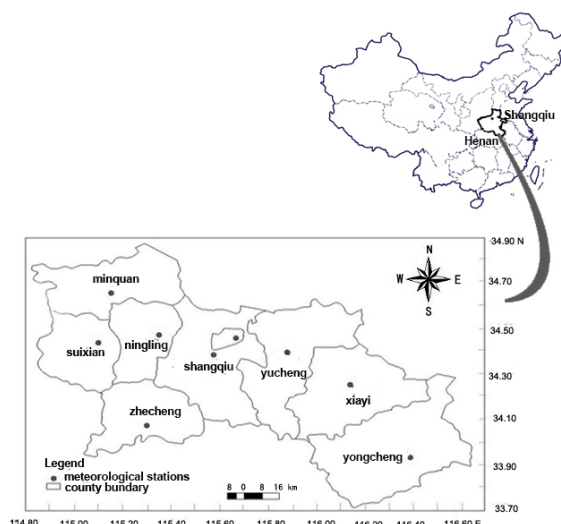 Shangqiu
Henan
34.90 N
34.70
34.50
34.30
34.10
33.90
33.70
N
W E
S
minquan
suixian
ningling
shangqiu
yucheng
xiayi
zhecheng
yongcheng
Legend
meteorological stations
county bundary
8 0 8 16 km
114.80 115.00 115.20 115.40 115.60 115.80 116.00 116.20 116.40 116.60 E